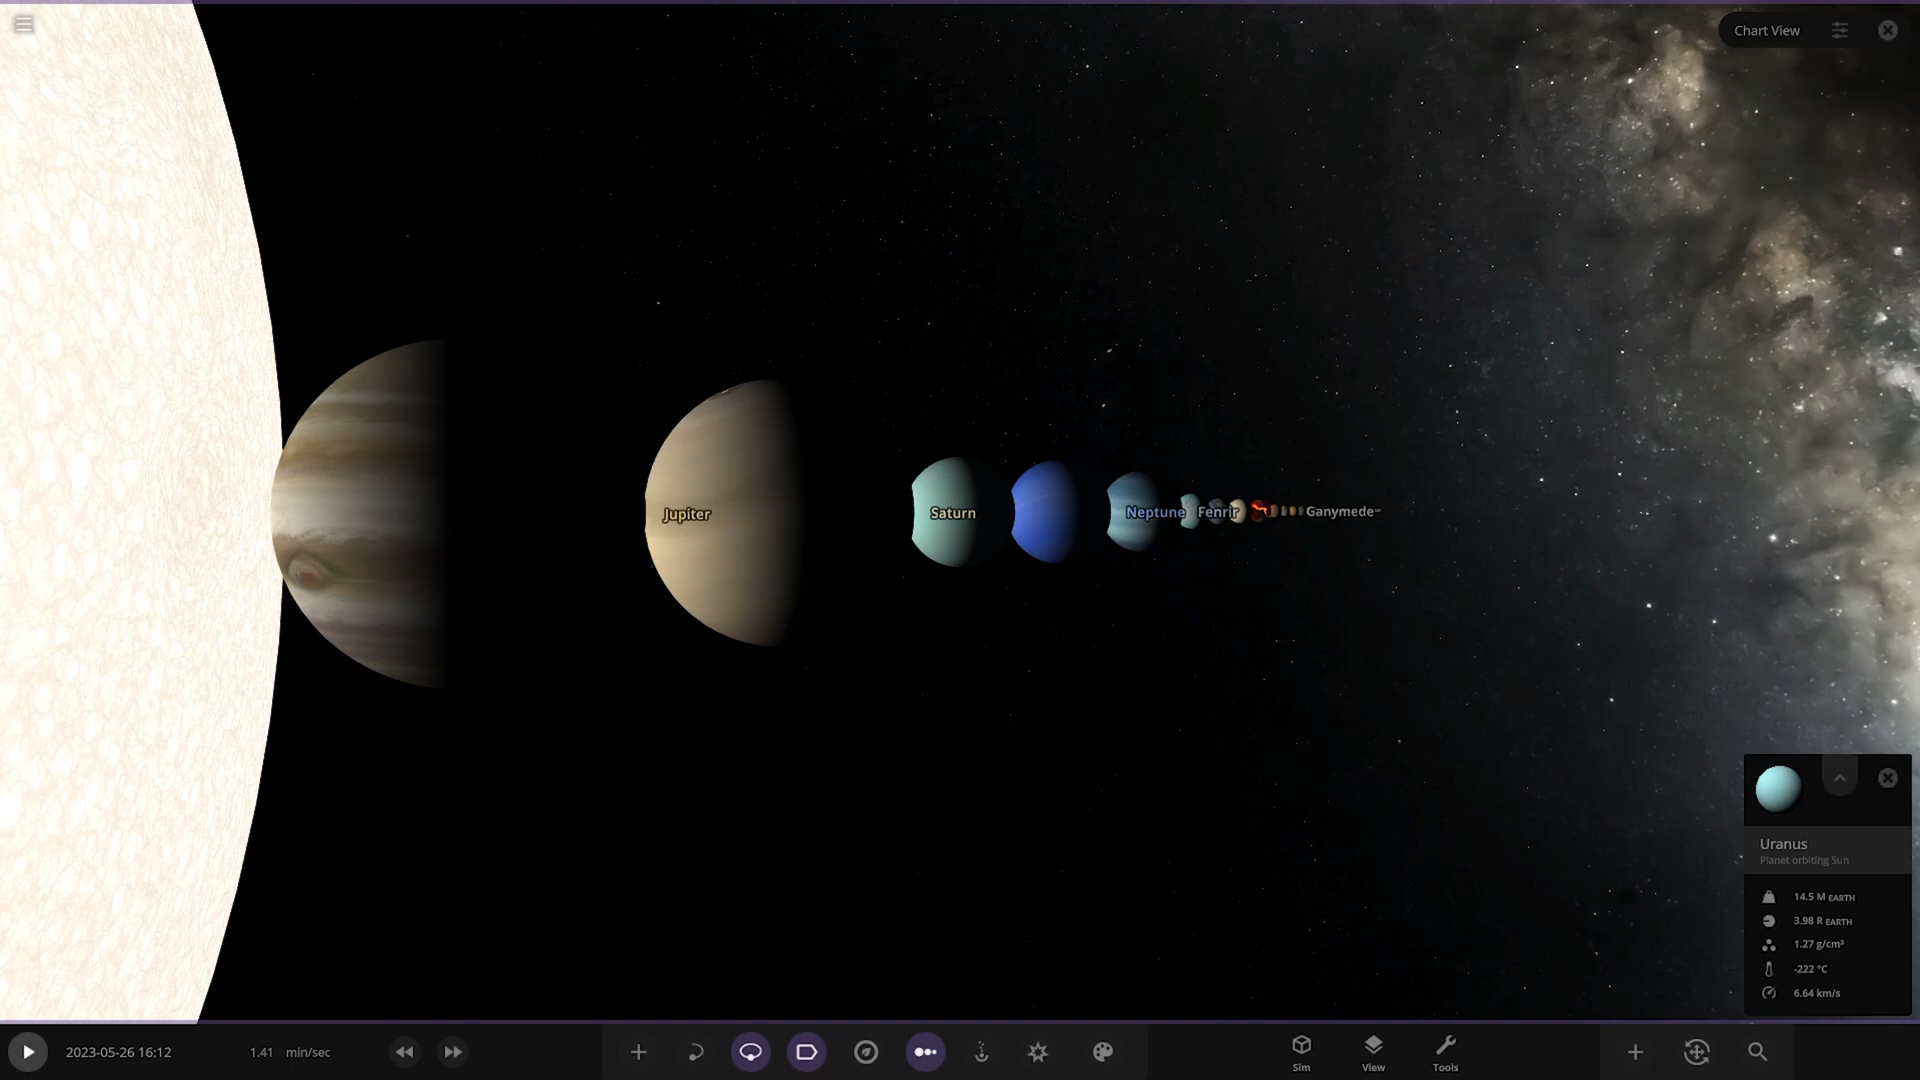 Chart View
Jupiter
Saturn
Neptune
Fenrir
Ganymede
Uranus
Planet orbiting Sun
14.5 M EARTH
3.98 R EARTH
1.27 g/cm³
-222 °C
6.64 km/s
2023-05-26 16:12
1.41 min/sec
Sim
View
Tools